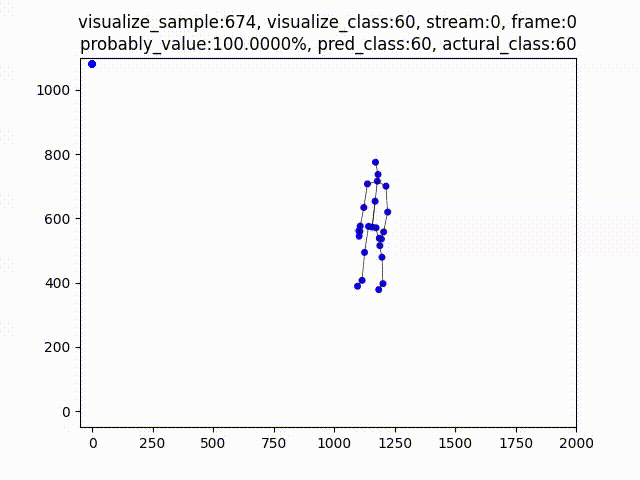 visualize_sample:674, visualize_class:60, stream:0, frame:0
probably_value:100.0000%, pred_class:60, actural_class:60
1000
800
600
400
200
0
0 250 500 750 1000 1250 1500 1750 2000